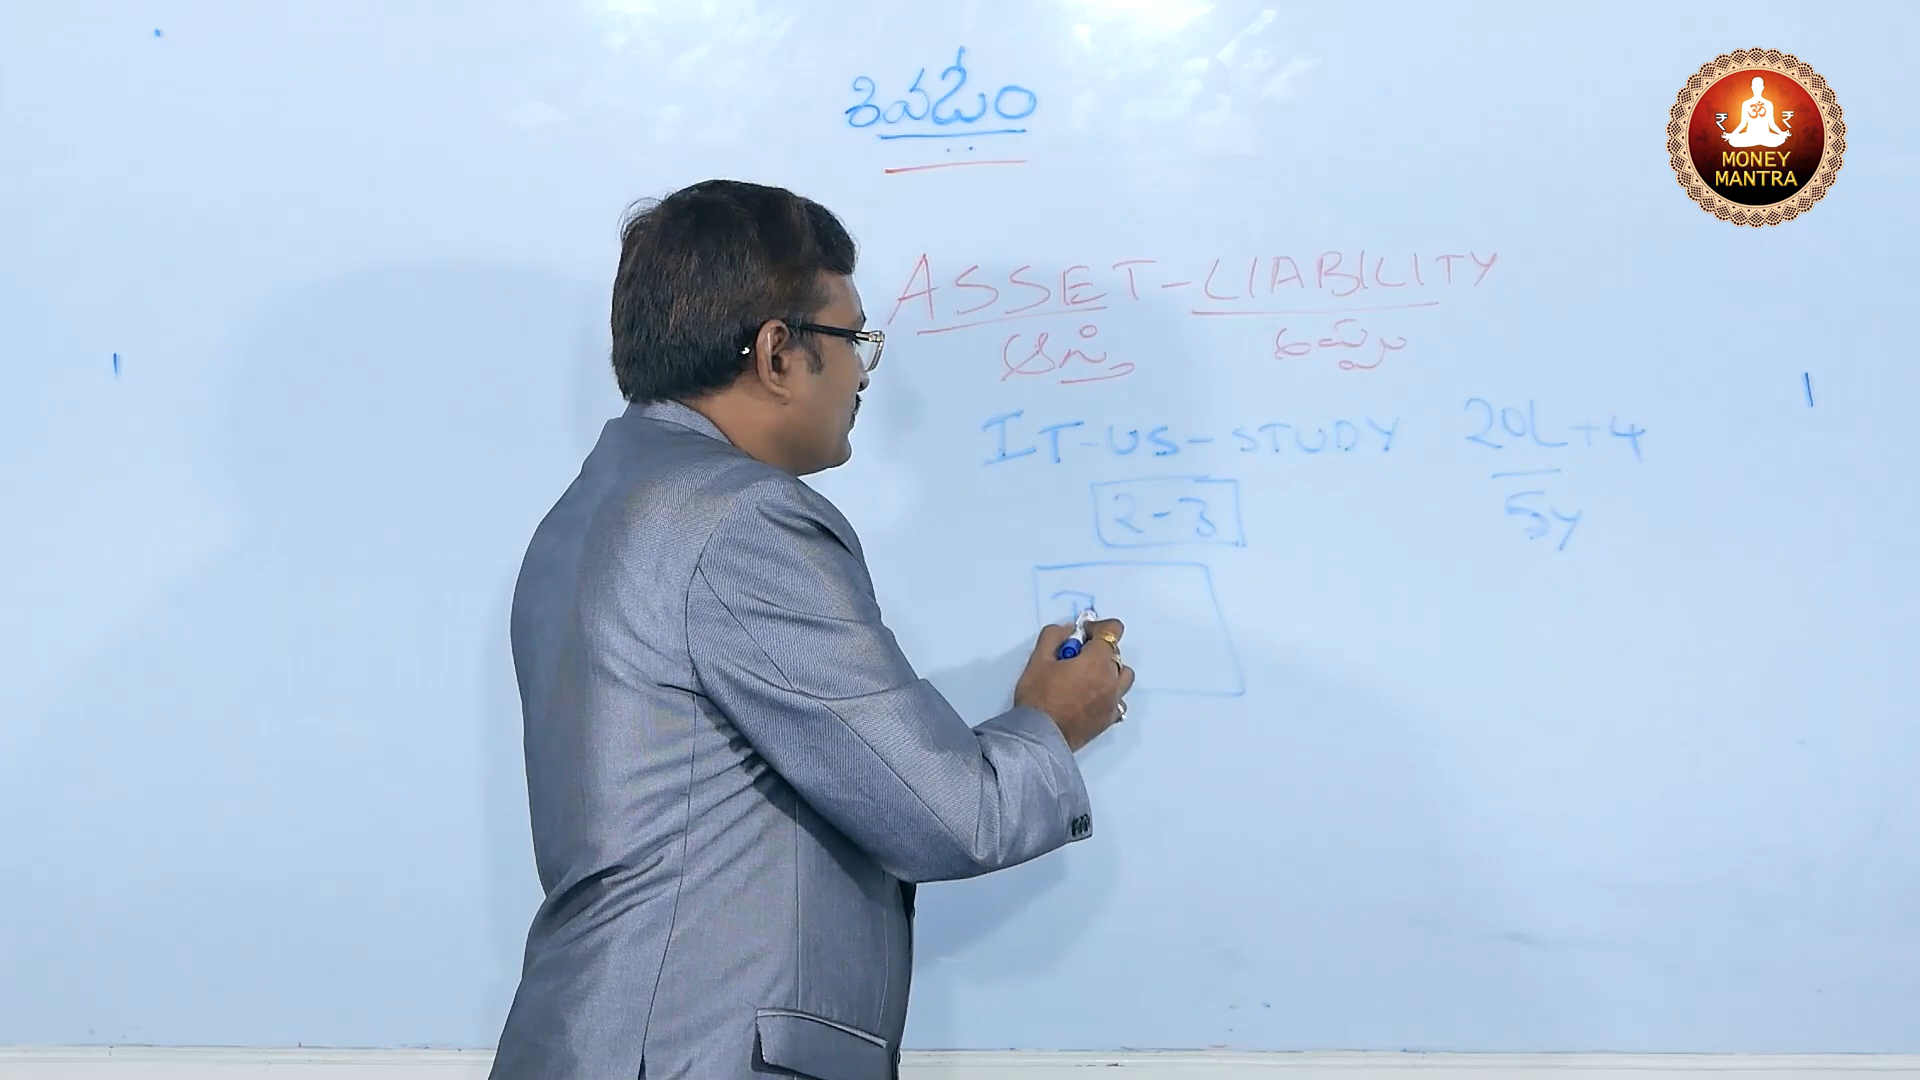 శివఓం
ASSET-LIABILITY
ఆస్తి అప్పు
IT-US-STUDY 20L+4
2-3 5y
₹ ॐ ₹
MONEY
MANTRA